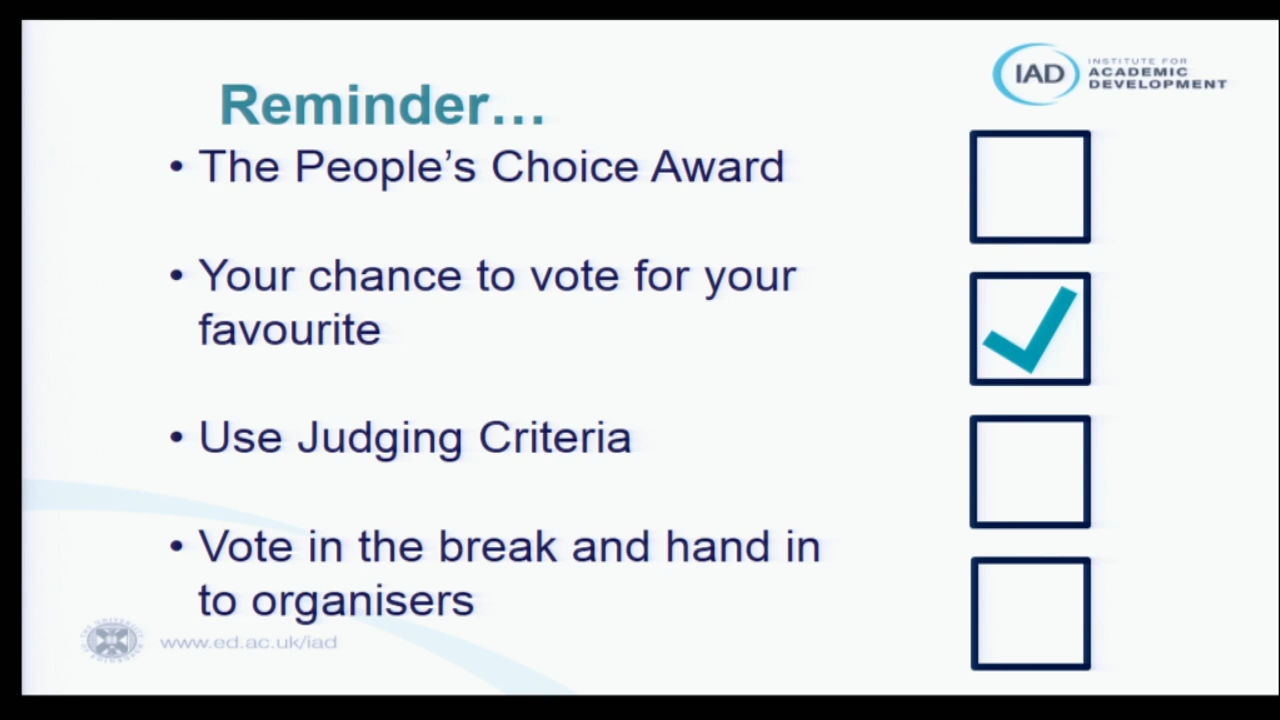 IAD
INSTITUTE FOR
ACADEMIC
DEVELOPMENT
Reminder…
• The People’s Choice Award
• Your chance to vote for your
favourite
• Use Judging Criteria
• Vote in the break and hand in
to organisers
www.ed.ac.uk/iad